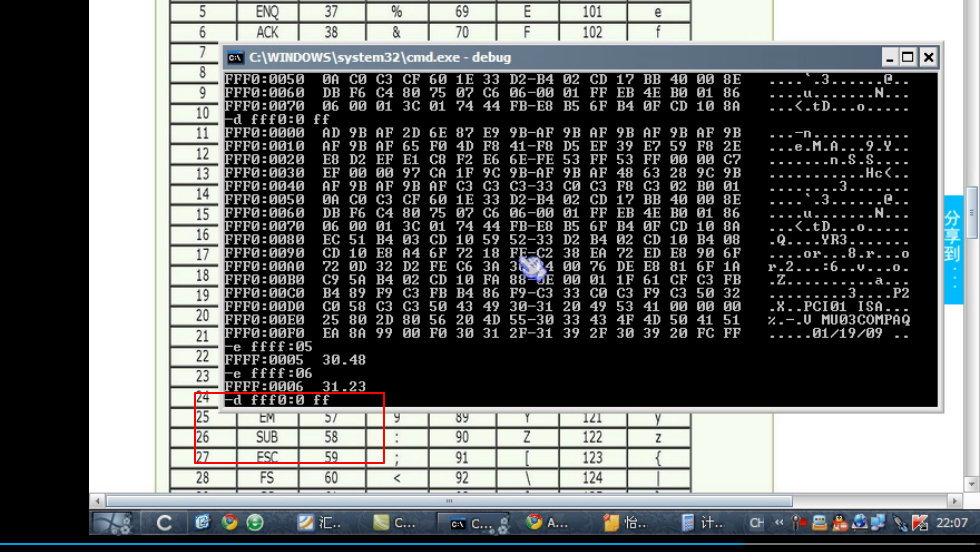 5 ENQ 37 % 69 E 101 e
6 ACK 38 & 70 F 102 f
7
8
9
10
11
12
13
14
15
16
17
18
19
20
21
22
23
24
C:\WINDOWS\system32\cmd.exe - debug
FFF0:0050 0A C0 C3 CF 60 1E 33 D2-B4 02 CD 17 BB 40 00 8E ....`.3......@..
FFF0:0060 DB F6 C4 80 75 07 C6 06-00 01 FF EB 4E B0 01 86 ....u.......N...
FFF0:0070 06 00 01 3C 01 74 44 FB-E8 B5 6F B4 0F CD 10 8A ...<.tD...o.....
-d fff0:0 ff
FFF0:0000 AD 9B AF 2D 6E 87 E9 9B-AF 9B AF 9B AF 9B AF 9B ...-n...........
FFF0:0010 AF 9B AF 65 F0 4D F8 41-F8 D5 EF 39 E7 59 F8 2E ...e.M.A...9.Y..
FFF0:0020 E8 D2 EF E1 C8 F2 E6 6E-FE 53 FF 53 FF 00 00 C7 .......n.S.S....
FFF0:0030 EF 00 00 97 CA 1F 9C 9B-AF 9B AF 48 63 28 9C 9B
FFF0:0040 AF 9B AF 9B AF C3 C3 C3-33 C0 C3 F8 C3 02 B0 01 ........3.......
FFF0:0050 0A C0 C3 CF 60 1E 33 D2-B4 02 CD 17 BB 40 00 8E ....`.3......@..
FFF0:0060 DB F6 C4 80 75 07 C6 06-00 01 FF EB 4E B0 01 86 ....u.......N...
FFF0:0070 06 00 01 3C 01 74 44 FB-E8 B5 6F B4 0F CD 10 8A ...<.tD...o.....
FFF0:0080 EC 51 B4 03 CD 10 59 52-33 D2 B4 02 CD 10 B4 08 .Q....YR3.......
FFF0:0090 CD 10 E8 A4 6F 72 18 FE-C2 38 EA 72 ED E8 90 6F ....or...8.r...o
FFF0:00A0 72 0D 32 D2 FE C6 3A 00 76 DE E8 81 6F 1A r.2...:6.v...o.
FFF0:00B0 C9 5A B4 02 CD 10 FA 88 00 01 1F 61 CF C3 FB .Z.........a...
FFF0:00C0 B4 89 F9 C3 FB B4 86 F9-C3 33 C0 C3 F9 C3 50 32 .........3....P2
FFF0:00D0 C0 58 C3 C3 50 43 49 30-31 20 49 53 41 00 00 00 .X..PCI01 ISA...
FFF0:00E0 25 80 2D 80 56 20 4D 55-30 33 43 4F 4D 50 41 51 %.-.V MU03COMPAQ
FFF0:00F0 EA 8A 99 00 F0 30 31 2F-31 39 2F 30 39 20 FC FF .....01/19/09 ..
-e ffff:05
FFFF:0005 30.48
-e ffff:06
FFFF:0006 31.23
-d fff0:0 ff
25 EM 57 9 89 Y 121 y
26 SUB 58 : 90 Z 122 z
27 ESC 59 ; 91 [ 123 {
28 FS 60 < 92 \ 124 |
分
享
到
汇..
C...
C...
A...
怡..
计..
CH
22:07